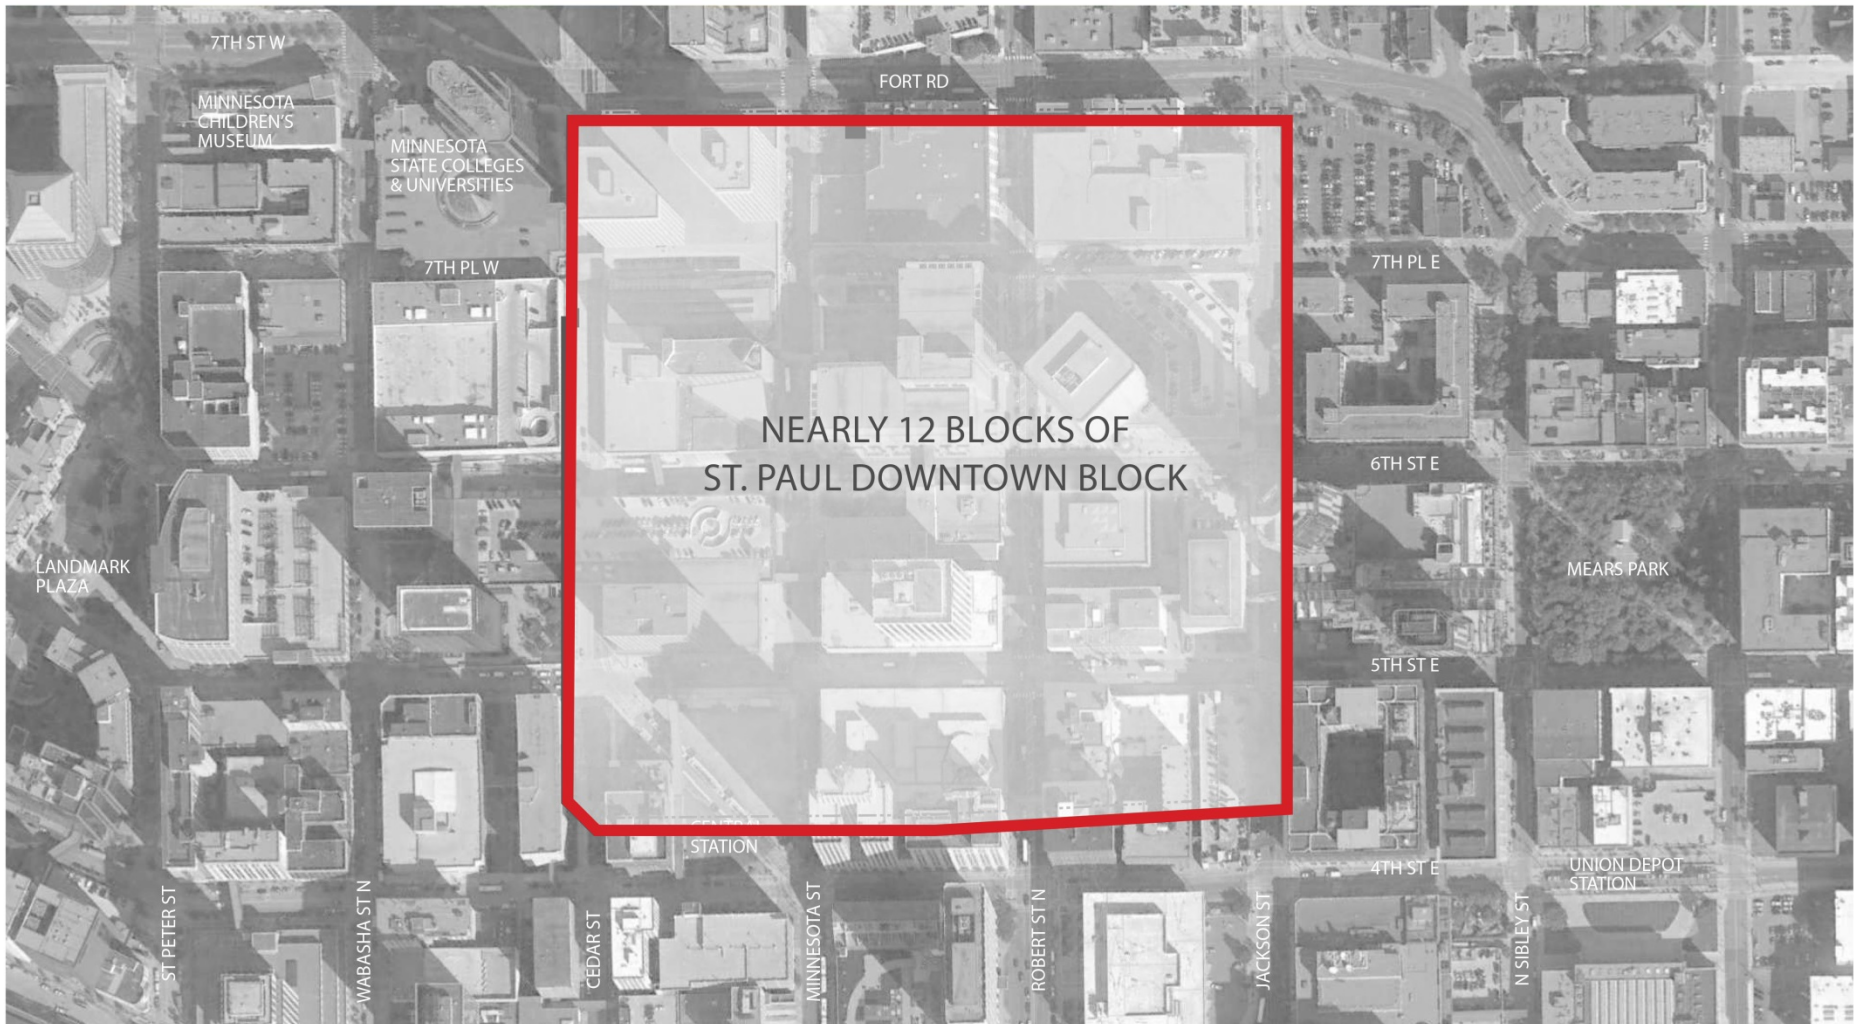 7TH ST W
FORT RD
MINNESOTA
CHILDREN'S
MUSEUM
MINNESOTA
STATE COLLEGES
& UNIVERSITIES
7TH PL W
7TH PL E
NEARLY 12 BLOCKS OF
ST. PAUL DOWNTOWN BLOCK
6TH ST E
LANDMARK
PLAZA
MEARS PARK
5TH ST E
CENTRAL
STATION
4TH ST E
UNION DEPOT
STATION
ST PETER ST
WABASHA ST N
CEDAR ST
MINNESOTA ST
ROBERT ST N
JACKSON ST
N SIBLEY ST